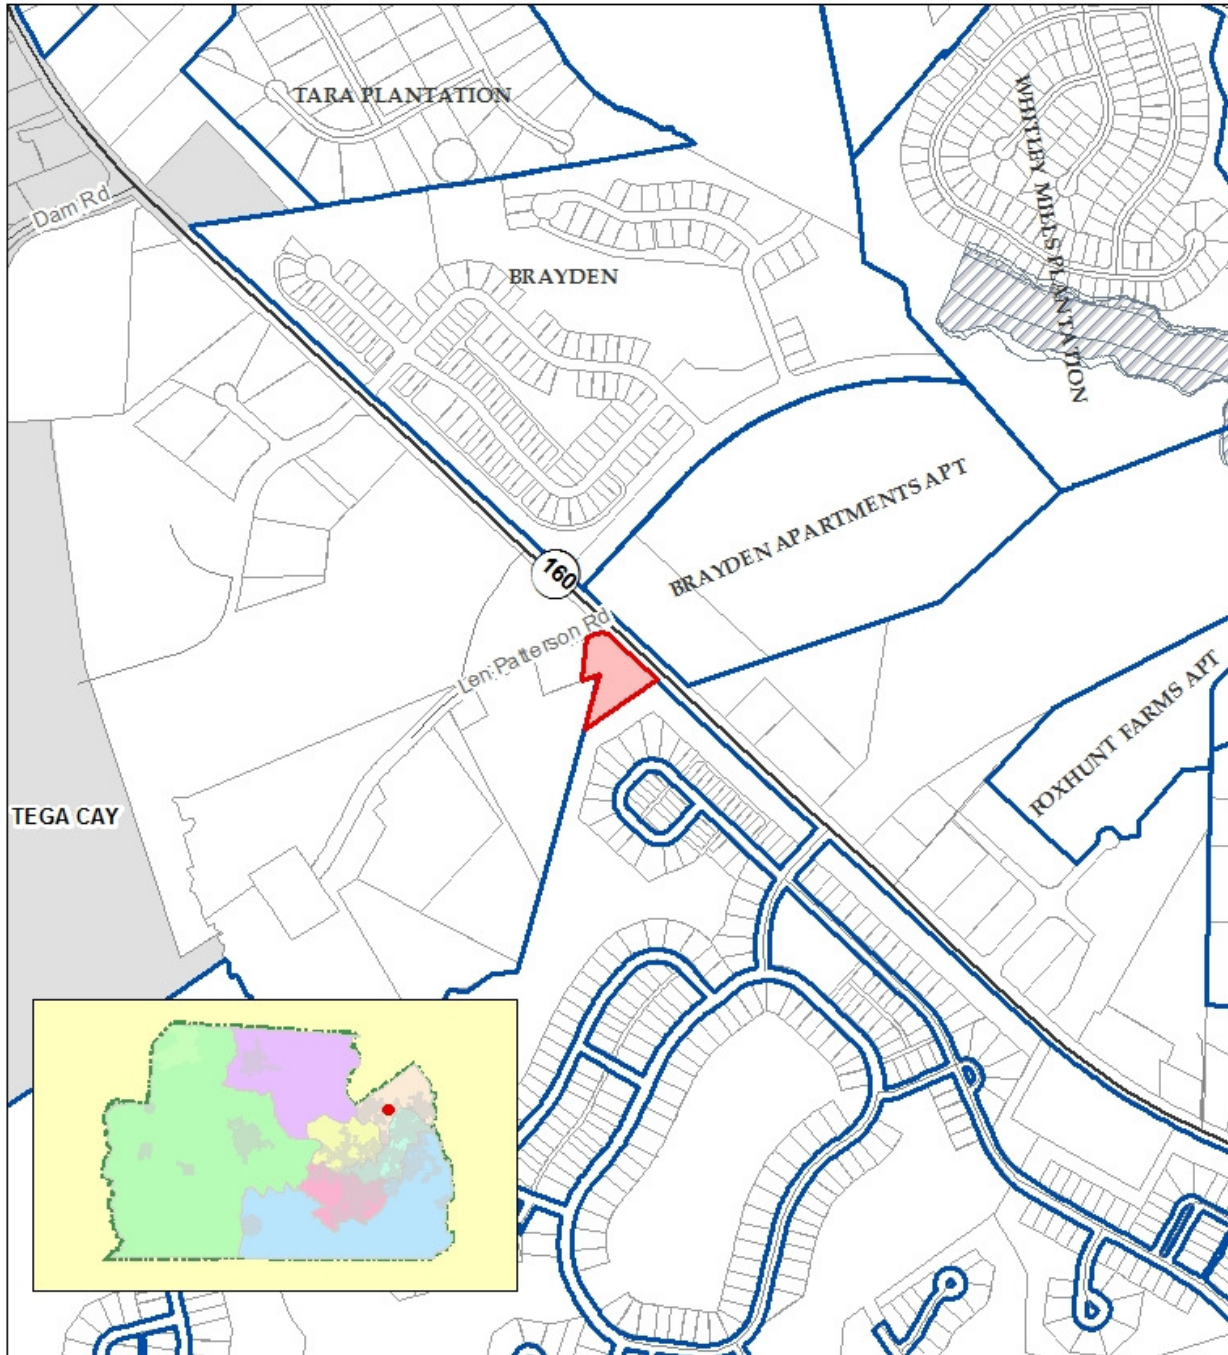 TARA PLANTATION
WHITLEY MILLS PLANTATION
Dam Rd
BRAYDEN
BRAYDEN APARTMENTS APT
160
Len Patterson Rd
FOXHUNT FARMS APT
TEGA CAY